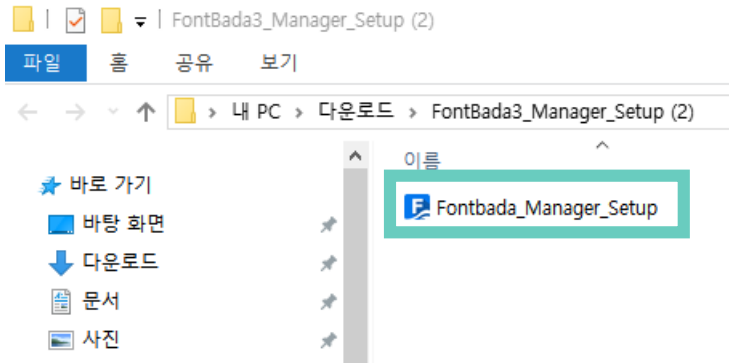 FontBada3_Manager_Setup (2)
파일 홈 공유 보기
내 PC > 다운로드 > FontBada3_Manager_Setup (2)
이름
바로 가기
Fontbada_Manager_Setup
바탕 화면
다운로드
문서
사진